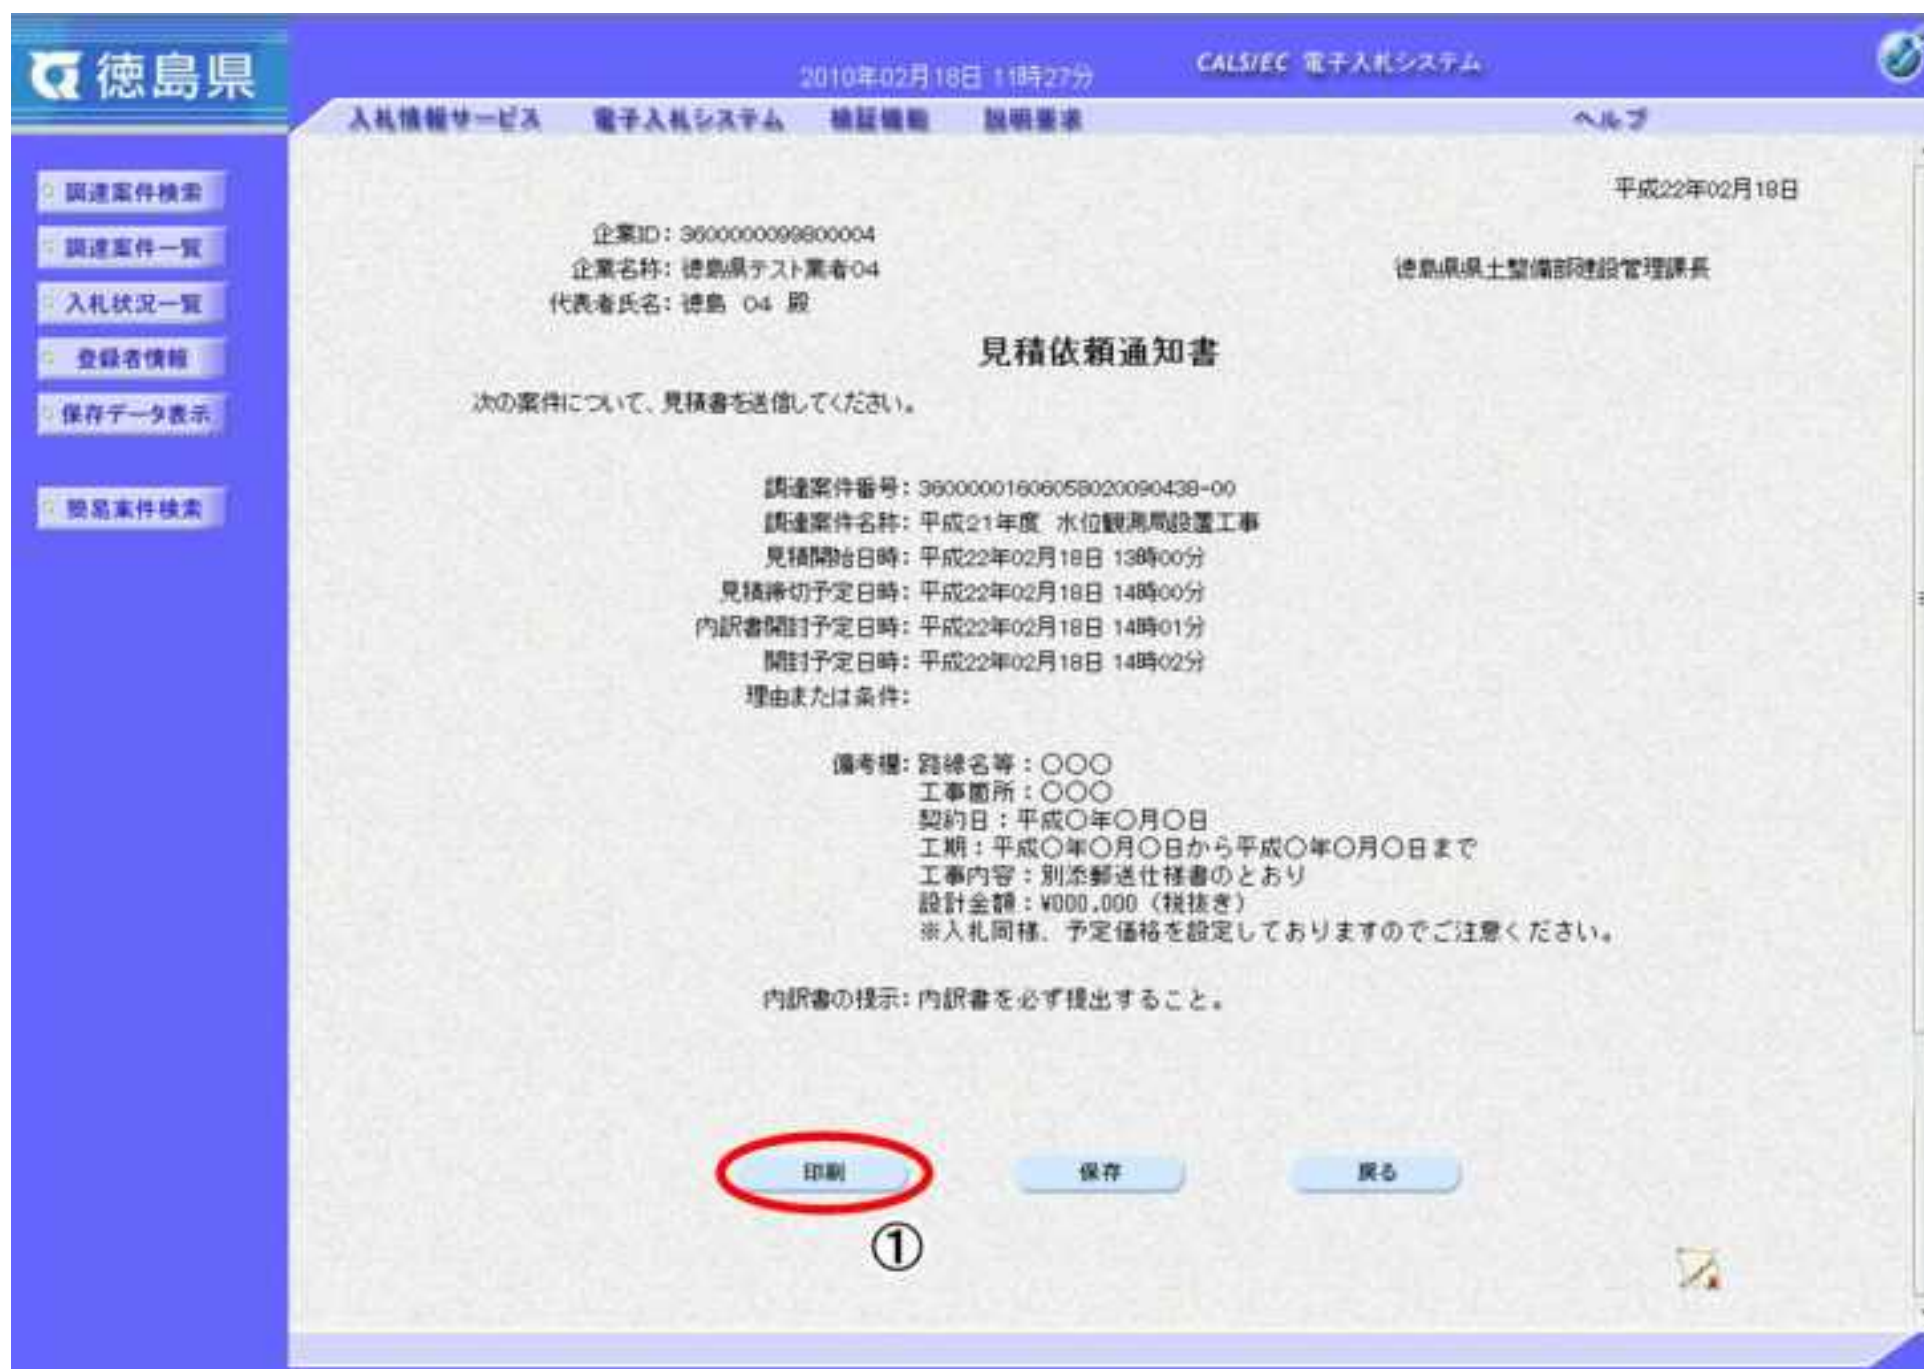 徳島県
2010年02月18日 11時27分
CALS/EC 電子入札システム
入札情報サービス 電子入札システム 検証機能 説明要求 ヘルプ
調達案件検索
調達案件一覧
入札状況一覧
登録者情報
保存データ表示
簡易案件検索
平成22年02月18日
企業ID: 3600000099800004
企業名称: 徳島県テスト業者04
代表者氏名: 徳島 04 殿
徳島県県土整備部建設管理課長
見積依頼通知書
次の案件について、見積書を送信してください。
調達案件番号: 36000001606058020090438-00
調達案件名称: 平成21年度 水位観測局設置工事
見積開始日時: 平成22年02月18日 13時00分
見積締切予定日時: 平成22年02月18日 14時00分
内訳書開封予定日時: 平成22年02月18日 14時01分
開封予定日時: 平成22年02月18日 14時02分
理由または条件:
備考欄: 路線名等：〇〇〇
工事箇所：〇〇〇
契約日：平成〇年〇月〇日
工期：平成〇年〇月〇日から平成〇年〇月〇日まで
工事内容：別添郵送仕様書のとおり
設計金額：¥000,000（税抜き）
※入札同様、予定価格を設定しておりますのでご注意ください。
内訳書の提示: 内訳書を必ず提出すること。
印刷 保存 戻る
①